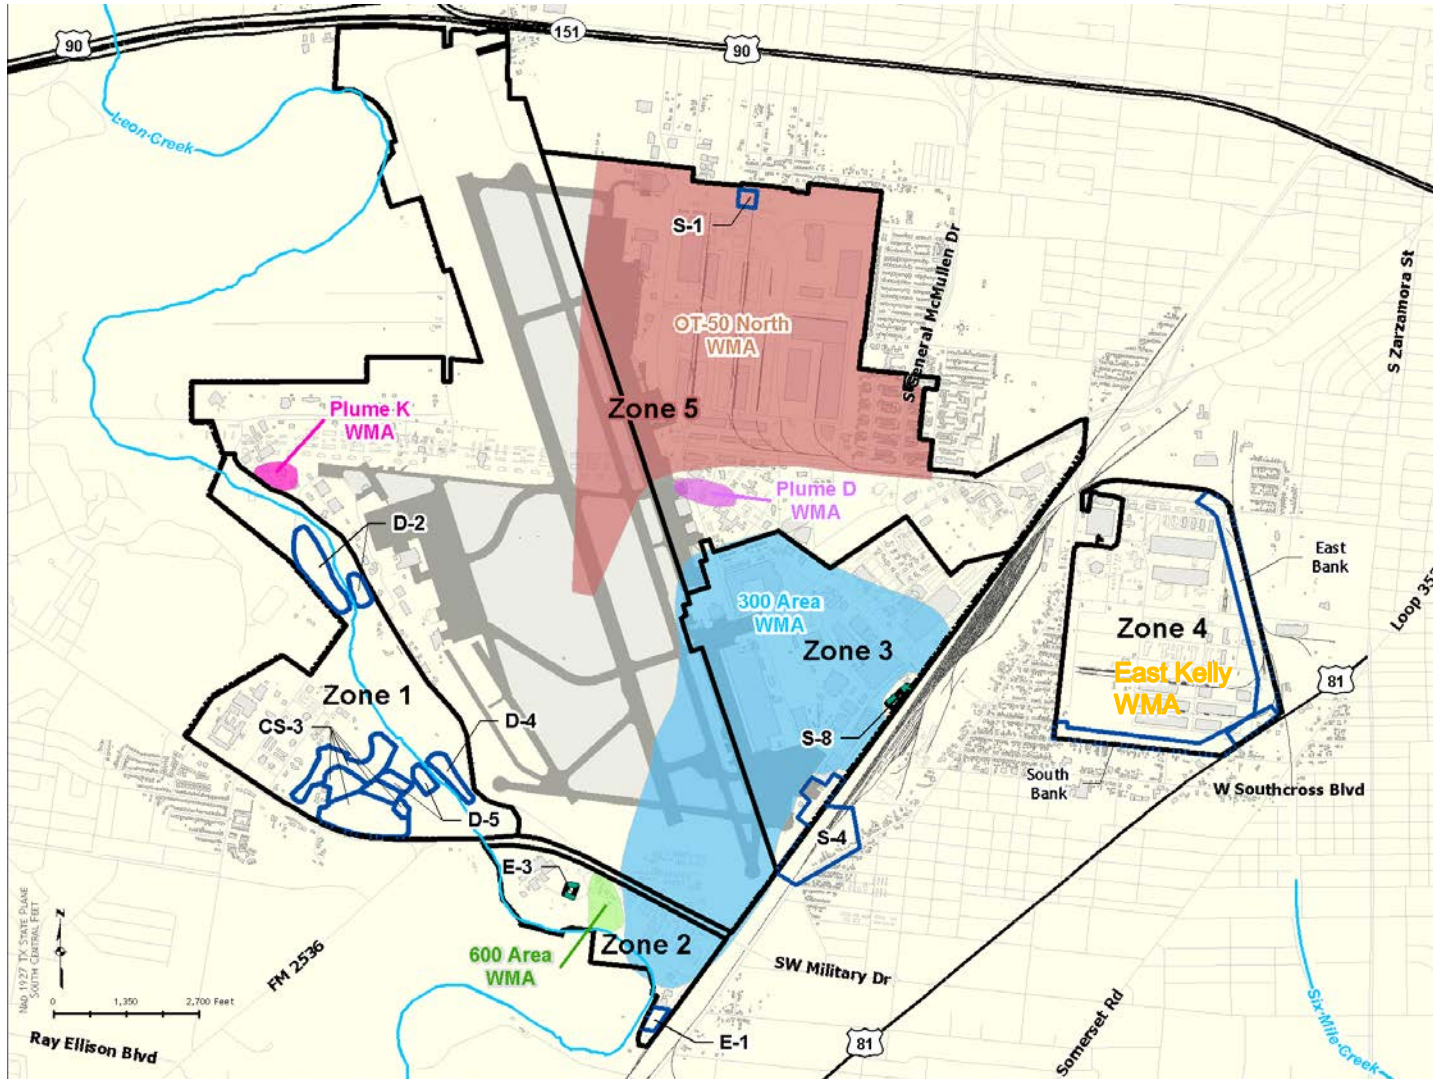 90
151
90
Leon Creek
S-1
S General McMullen Dr
S Zarzamora St
OT-50 North
WMA
Zone 5
Plume K
WMA
Plume D
WMA
D-2
East
Bank
300 Area
WMA
Loop 353
Zone 4
Zone 3
East Kelly
WMA
81
Zone 1
D-4
CS-3
S-8
South
Bank
W Southcross Blvd
D-5
S-4
E-3
NAD 1927 TX STATE PLANE
SOUTH CENTRAL FEET
N
600 Area
WMA
Zone 2
FM 2536
SW Military Dr
0 1,350 2,700 Feet
Ray Ellison Blvd
E-1
81
Somerset Rd
Six Mile Creek